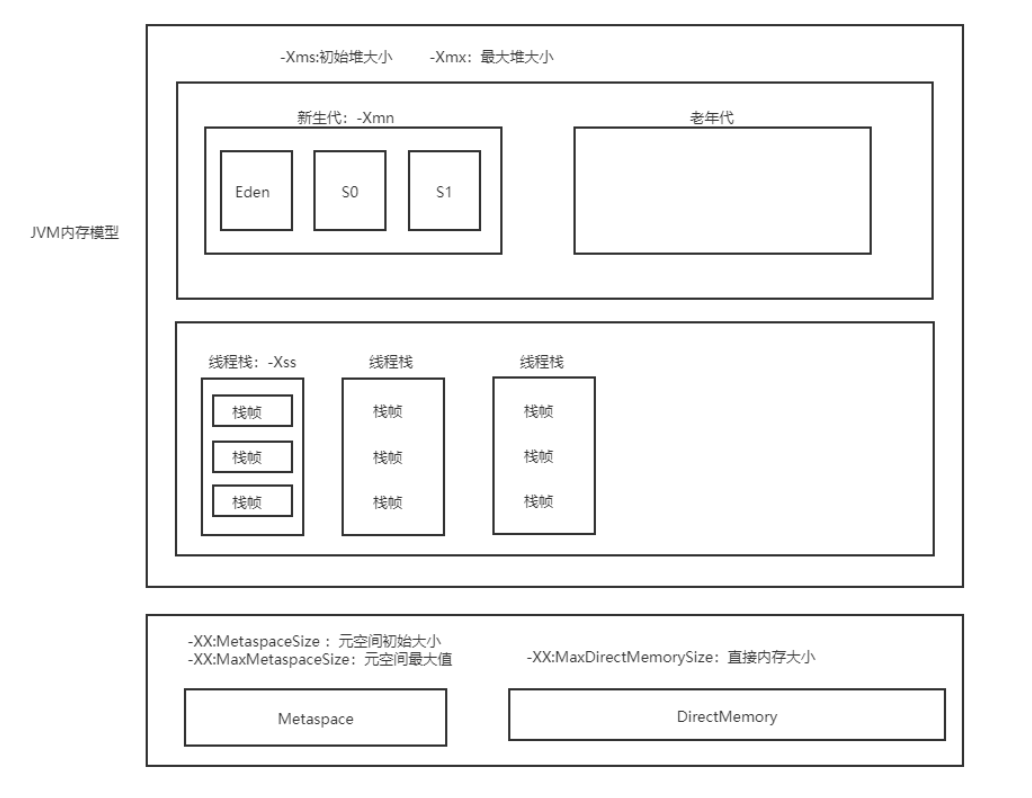 -Xms:初始堆大小 -Xmx：最大堆大小
新生代：-Xmn 老年代
Eden S0 S1
JVM内存模型
线程栈：-Xss 线程栈 线程栈
栈帧 栈帧 栈帧
栈帧 栈帧 栈帧
栈帧 栈帧 栈帧
-XX:MetaspaceSize ：元空间初始大小
-XX:MaxMetaspaceSize：元空间最大值
-XX:MaxDirectMemorySize：直接内存大小
Metaspace DirectMemory